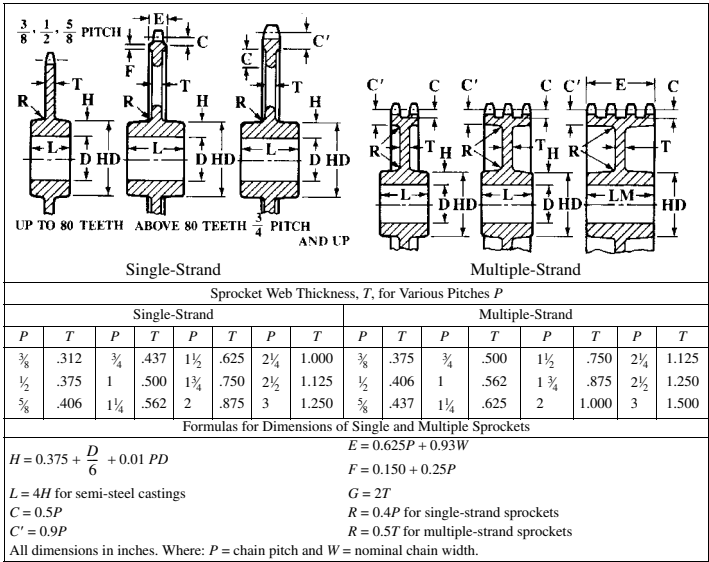 3/8, 1/2, 5/8 PITCH
E
C
F
T
R
H
L
D
HD
UP TO 80 TEETH
T
R
H
L
D
HD
ABOVE 80 TEETH
C'
C
T
R
H
L
D
HD
3/4 PITCH
AND UP
C'
C
R
T
H
L
D
HD
C'
C
R
T
H
L
D
HD
C'
E
C
R
T
LM
HD
Single-Strand
Multiple-Strand
Sprocket Web Thickness, T, for Various Pitches P
Single-Strand Multiple-Strand
P T P T P T P T P T P T P T P T
3/8 .312 3/4 .437 1 1/2 .625 2 1/4 1.000 3/8 .375 3/4 .500 1 1/2 .750 2 1/4 1.125
1/2 .375 1 .500 1 3/4 .750 2 1/2 1.125 1/2 .406 1 .562 1 3/4 .875 2 1/2 1.250
5/8 .406 1 1/4 .562 2 .875 3 1.250 5/8 .437 1 1/4 .625 2 1.000 3 1.500
Formulas for Dimensions of Single and Multiple Sprockets
H = 0.375 + D/6 + 0.01 PD
E = 0.625P + 0.93W
F = 0.150 + 0.25P
L = 4H for semi-steel castings
G = 2T
C = 0.5P
R = 0.4P for single-strand sprockets
C' = 0.9P
R = 0.5T for multiple-strand sprockets
All dimensions in inches. Where: P = chain pitch and W = nominal chain width.